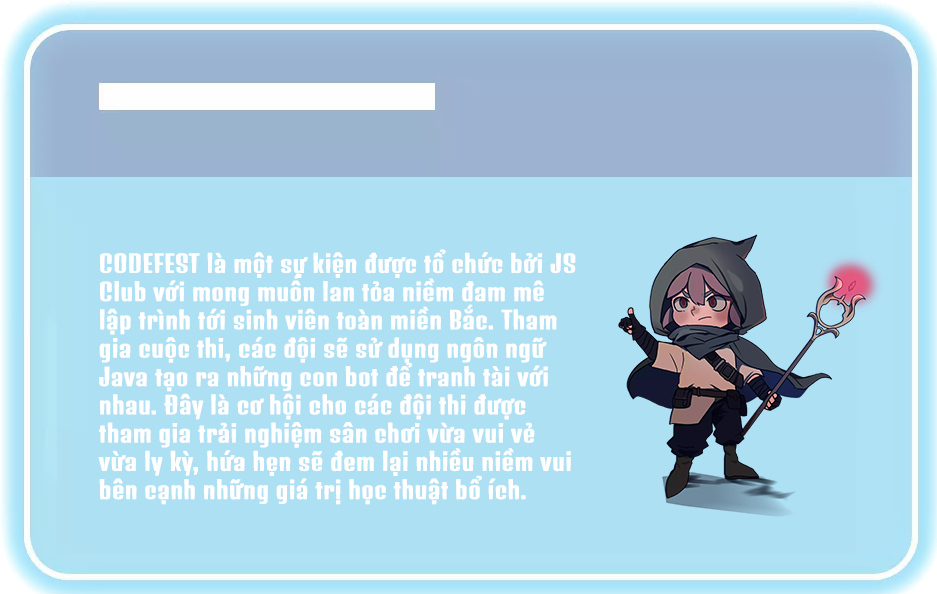 CODEFEST là một sự kiện được tổ chức bởi JS
Club với mong muốn lan tỏa niềm đam mê
lập trình tới sinh viên toàn miền Bắc. Tham
gia cuộc thi, các đội sẽ sử dụng ngôn ngữ
Java tạo ra những con bot để tranh tài với
nhau. Đây là cơ hội cho các đội thi được
tham gia trải nghiệm sân chơi vừa vui vẻ
vừa ly kỳ, hứa hẹn sẽ đem lại nhiều niềm vui
bên cạnh những giá trị học thuật bổ ích.